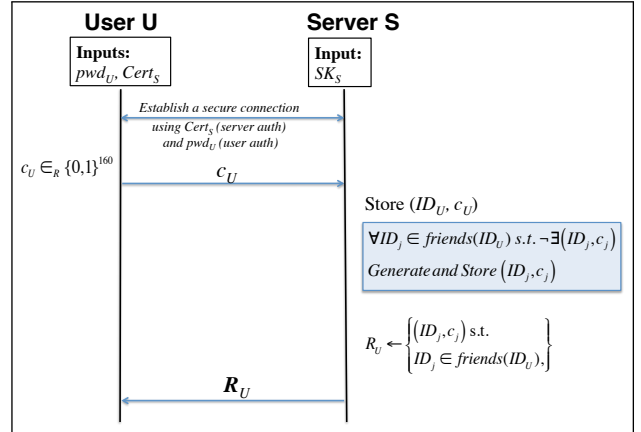 User U
Server S
Inputs:
pwd_U, Cert_S
Input:
SK_S
Establish a secure connection
using Cert_S (server auth)
and pwd_U (user auth)
c_U ∈_R {0,1}^160
c_U
Store (ID_U, c_U)
∀ID_j ∈ friends(ID_U) s.t. ¬∃(ID_j, c_j)
Generate and Store (ID_j, c_j)
R_U ← { (ID_j, c_j) s.t.
ID_j ∈ friends(ID_U), }
R_U